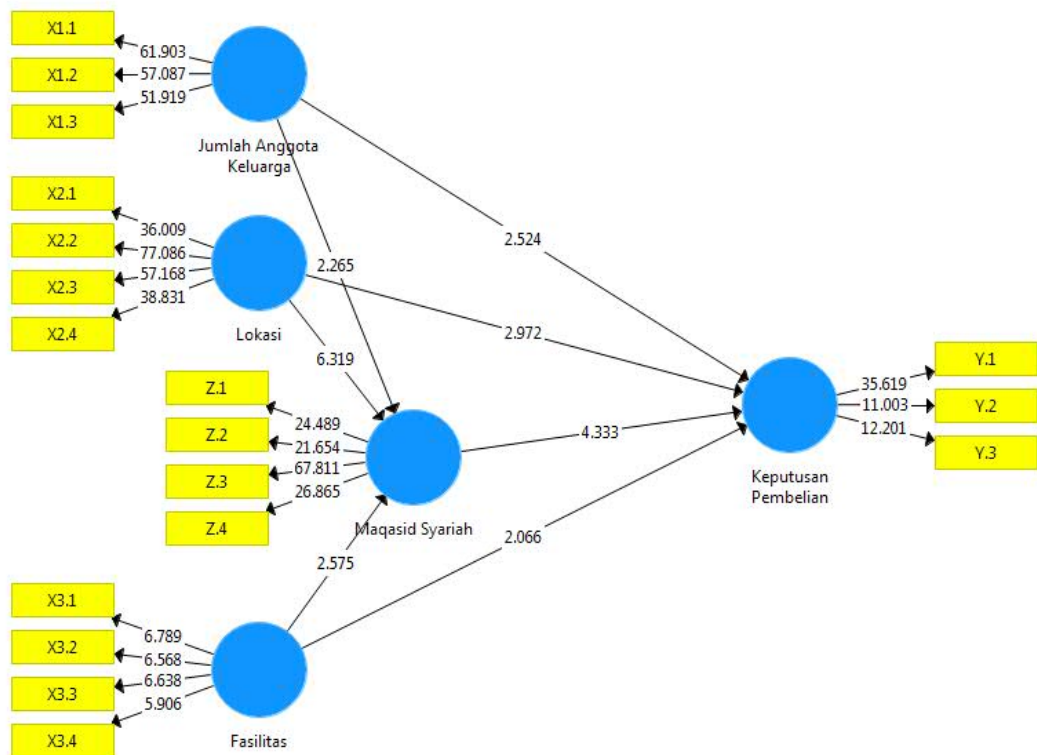 X1.1
X1.2
X1.3
61.903
57.087
51.919
Jumlah Anggota
Keluarga
X2.1
X2.2
X2.3
X2.4
36.009
77.086
57.168
38.831
Lokasi
2.265
2.524
2.972
6.319
Z.1
Z.2
Z.3
Z.4
24.489
21.654
67.811
26.865
Maqasid Syariah
4.333
2.575
2.066
Keputusan
Pembelian
35.619
11.003
12.201
Y.1
Y.2
Y.3
X3.1
X3.2
X3.3
X3.4
6.789
6.568
6.638
5.906
Fasilitas